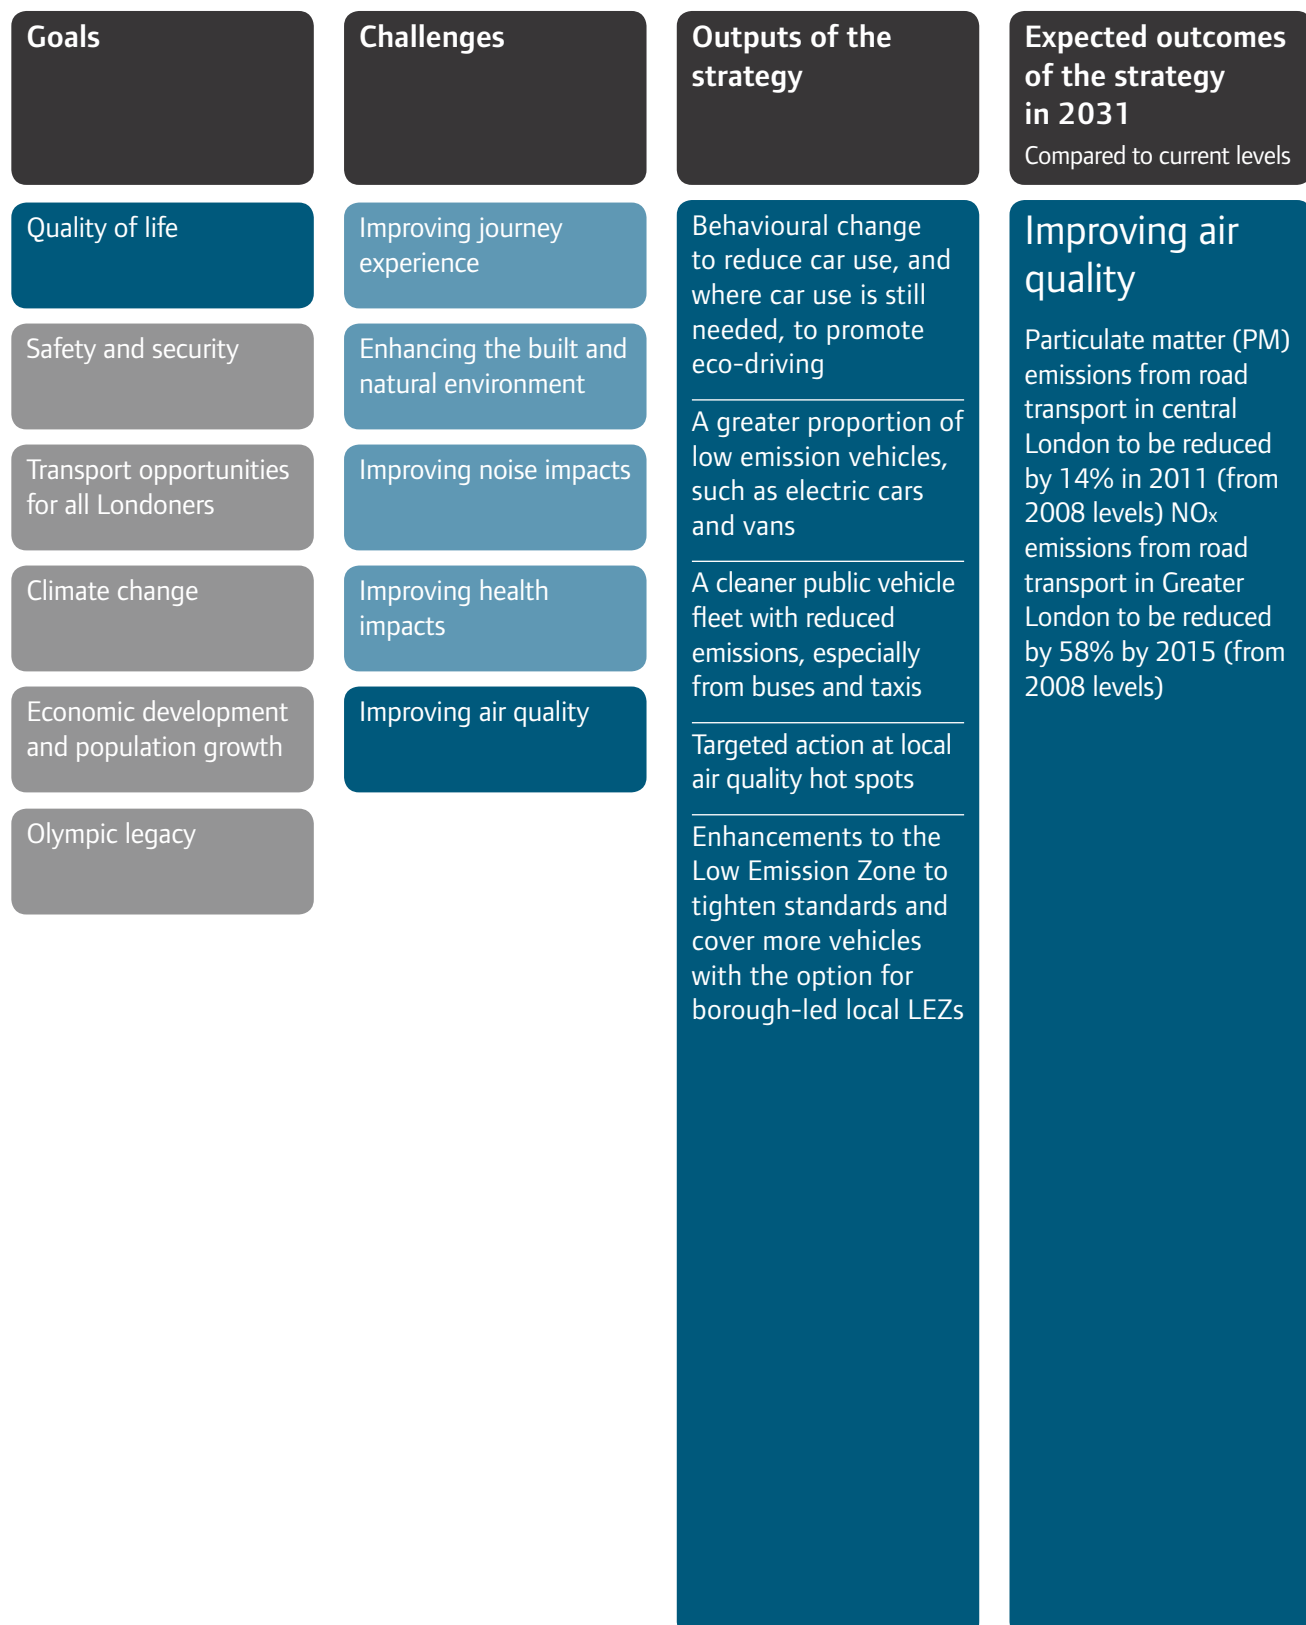 Goals
Quality of life
Safety and security
Transport opportunities
for all Londoners
Climate change
Economic development
and population growth
Olympic legacy
Challenges
Improving journey
experience
Enhancing the built and
natural environment
Improving noise impacts
Improving health
impacts
Improving air quality
Outputs of the
strategy
Behavioural change
to reduce car use, and
where car use is still
needed, to promote
eco-driving
A greater proportion of
low emission vehicles,
such as electric cars
and vans
A cleaner public vehicle
fleet with reduced
emissions, especially
from buses and taxis
Targeted action at local
air quality hot spots
Enhancements to the
Low Emission Zone to
tighten standards and
cover more vehicles
with the option for
borough-led local LEZs
Expected outcomes
of the strategy
in 2031
Compared to current levels
Improving air
quality
Particulate matter (PM)
emissions from road
transport in central
London to be reduced
by 14% in 2011 (from
2008 levels) NOx
emissions from road
transport in Greater
London to be reduced
by 58% by 2015 (from
2008 levels)